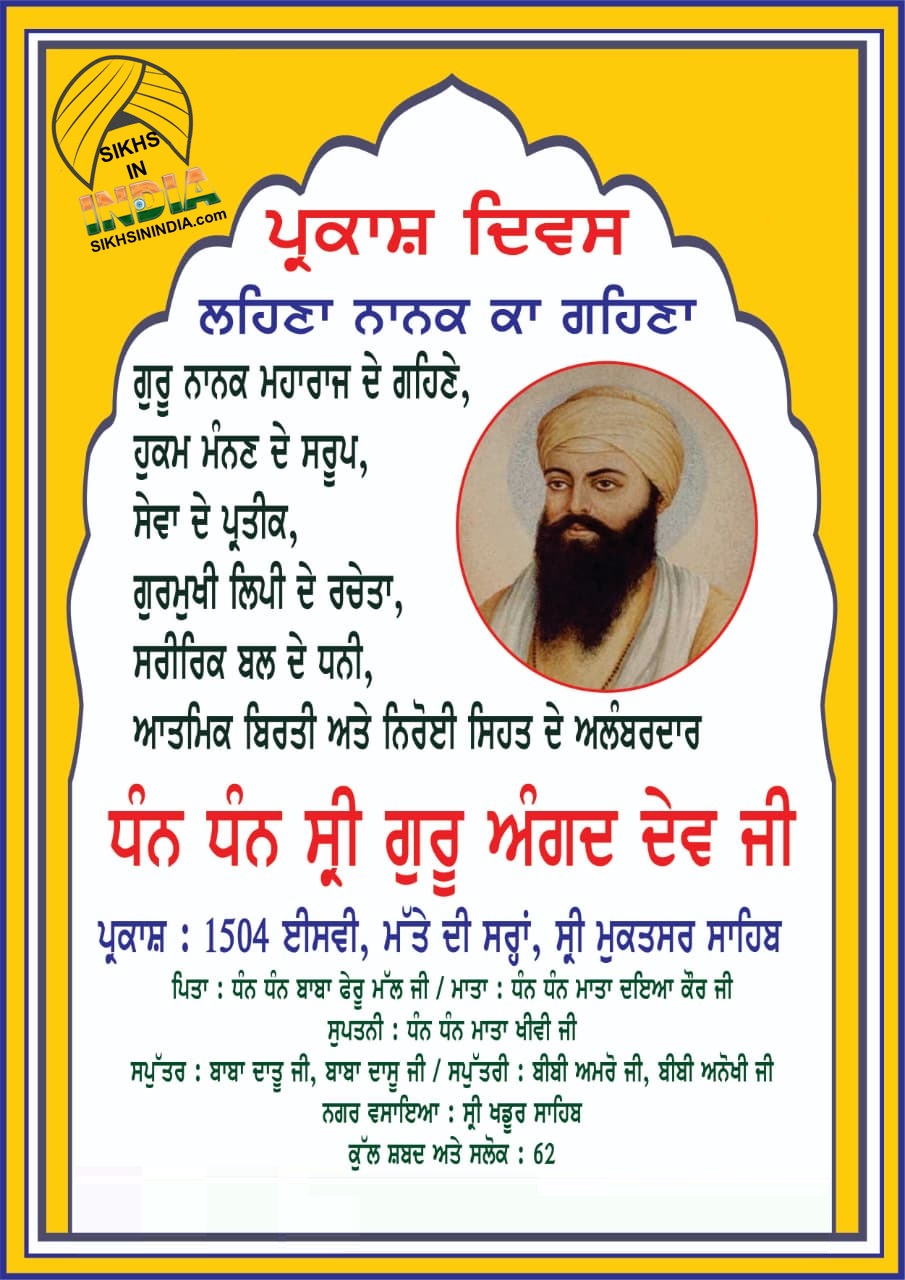 SIKHS
IN
INDIA
SIKHSININDIA.com
ਪ੍ਰਕਾਸ਼ ਦਿਵਸ
ਲਹਿਣਾ ਨਾਨਕ ਕਾ ਗਹਿਣਾ
ਗੁਰੂ ਨਾਨਕ ਮਹਾਰਾਜ ਦੇ ਗਹਿਣੇ,
ਹੁਕਮ ਮੰਨਣ ਦੇ ਸਰੂਪ,
ਸੇਵਾ ਦੇ ਪ੍ਰਤੀਕ,
ਗੁਰਮੁਖੀ ਲਿਪੀ ਦੇ ਰਚੇਤਾ,
ਸਰੀਰਿਕ ਬਲ ਦੇ ਧਨੀ,
ਆਤਮਿਕ ਬਿਰਤੀ ਅਤੇ ਨਿਰੋਈ ਸਿਹਤ ਦੇ ਅਲੰਬਰਦਾਰ
ਧੰਨ ਧੰਨ ਸ੍ਰੀ ਗੁਰੂ ਅੰਗਦ ਦੇਵ ਜੀ
ਪ੍ਰਕਾਸ਼ : 1504 ਈਸਵੀ, ਮੱਤੇ ਦੀ ਸਰ੍ਹਾਂ, ਸ੍ਰੀ ਮੁਕਤਸਰ ਸਾਹਿਬ
ਪਿਤਾ : ਧੰਨ ਧੰਨ ਬਾਬਾ ਫੇਰੂ ਮੱਲ ਜੀ / ਮਾਤਾ : ਧੰਨ ਧੰਨ ਮਾਤਾ ਦਇਆ ਕੌਰ ਜੀ
ਸੁਪਤਨੀ : ਧੰਨ ਧੰਨ ਮਾਤਾ ਖੀਵੀ ਜੀ
ਸਪੁੱਤਰ : ਬਾਬਾ ਦਾਤੂ ਜੀ, ਬਾਬਾ ਦਾਸੂ ਜੀ / ਸਪੁੱਤਰੀ : ਬੀਬੀ ਅਮਰੋ ਜੀ, ਬੀਬੀ ਅਨੋਖੀ ਜੀ
ਨਗਰ ਵਸਾਇਆ : ਸ੍ਰੀ ਖਡੂਰ ਸਾਹਿਬ
ਕੁੱਲ ਸ਼ਬਦ ਅਤੇ ਸਲੋਕ : 62